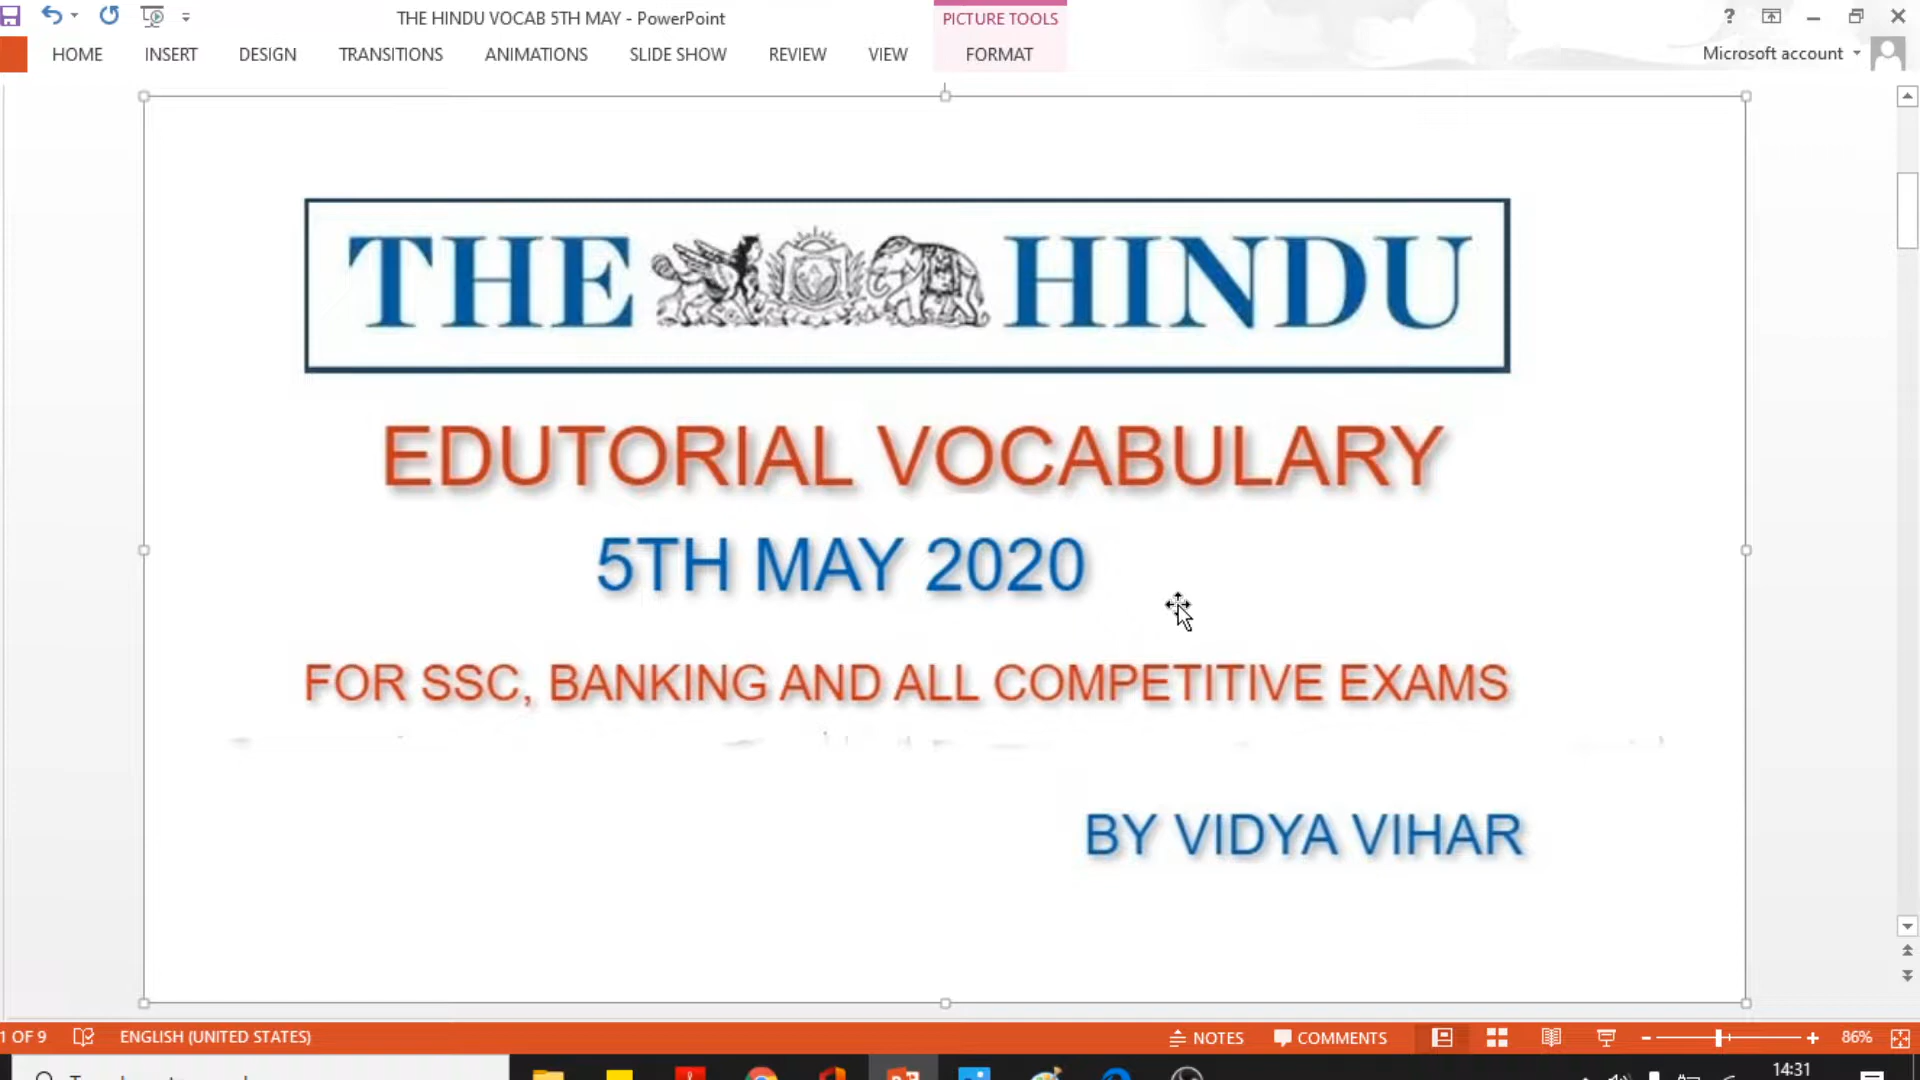 THE HINDU VOCAB 5TH MAY - PowerPoint
PICTURE TOOLS
?
HOME INSERT DESIGN TRANSITIONS ANIMATIONS SLIDE SHOW REVIEW VIEW FORMAT
Microsoft account
THE HINDU
EDUTORIAL VOCABULARY
5TH MAY 2020
FOR SSC, BANKING AND ALL COMPETITIVE EXAMS
BY VIDYA VIHAR
1 OF 9 ENGLISH (UNITED STATES) NOTES COMMENTS 86%
14:31